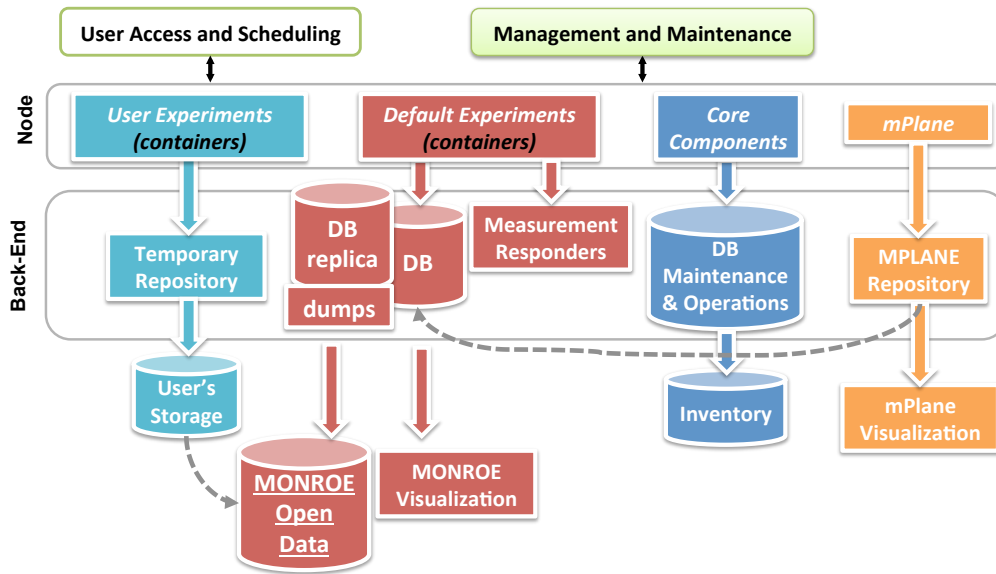 User Access and Scheduling
Management and Maintenance
Node
User Experiments
(containers)
Default Experiments
(containers)
Core
Components
mPlane
Back-End
Temporary
Repository
DB
replica
dumps
DB
Measurement
Responders
DB
Maintenance
& Operations
MPLANE
Repository
User's
Storage
Inventory
mPlane
Visualization
MONROE
Open
Data
MONROE
Visualization